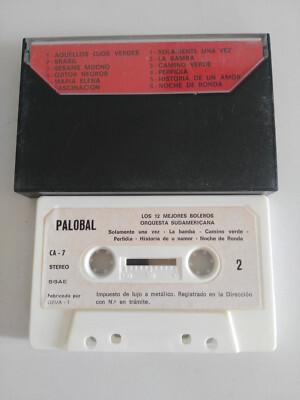 1- AQUELLOS OJOS VERDES
2- BRASIL
3- BESAME MUCHO
4- OJITOS NEGROS
5- MARIA ELENA
6- FASCINACION
1- SOLAMENTE UNA VEZ
2- LA BAMBA
3- CAMINO VERDE
4- PERFIDIA
5- HISTORIA DE UN AMOR
6- NOCHE DE RONDA
PALOBAL
LOS 12 MEJORES BOLEROS
ORQUESTA SUDAMERICANA
Solamente una vez - La bamba - Camino verde -
Perfidia - Historia de u namor - Noche de Ronda
CA - 7
STEREO
SGAE
2
Fabricado por
Impuesto de lujo a metálico. Registrado en la Dirección
con N.º en trámite.